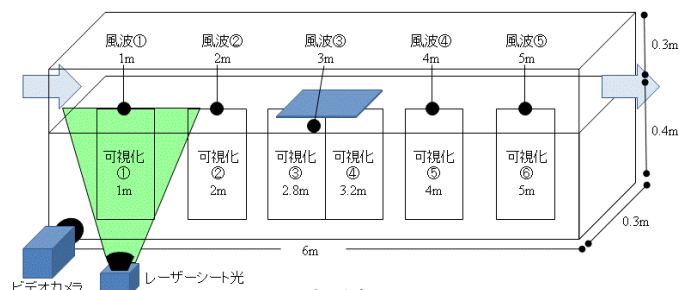 風波① 風波② 風波③ 風波④ 風波⑤
1m 2m 3m 4m 5m
0.3m
0.4m
可視化 可視化 可視化 可視化 可視化 可視化
① ② ③ ④ ⑤ ⑥
1m 2m 2.8m 3.2m 4m 5m
0.3m
6m
ビデオカメラ
レーザーシート光